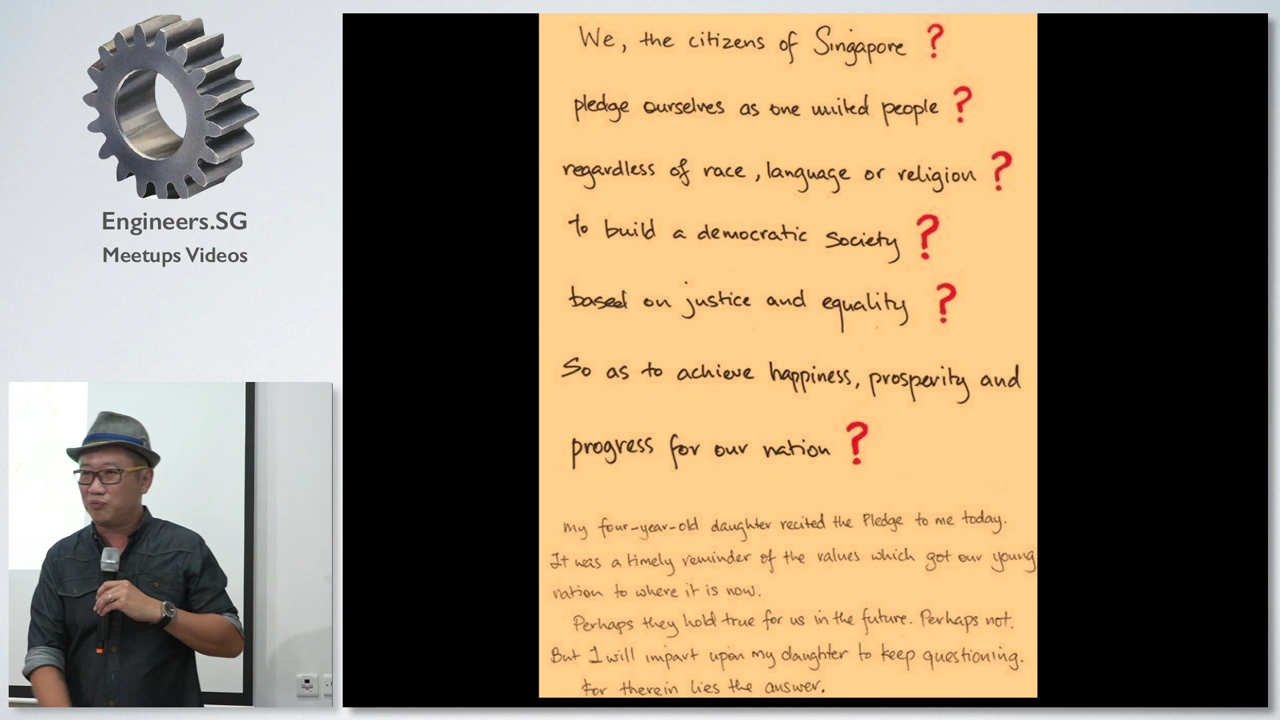 Engineers.SG
Meetups Videos
We, the citizens of Singapore ?
pledge ourselves as one united people ?
regardless of race, language or religion ?
to build a democratic society ?
based on justice and equality ?
So as to achieve happiness, prosperity and
progress for our nation ?
My four-year-old daughter recited the Pledge to me today.
It was a timely reminder of the values which got our young
nation to where it is now.
Perhaps they hold true for us in the future. Perhaps not.
But I will impart upon my daughter to keep questioning.
For therein lies the answer.